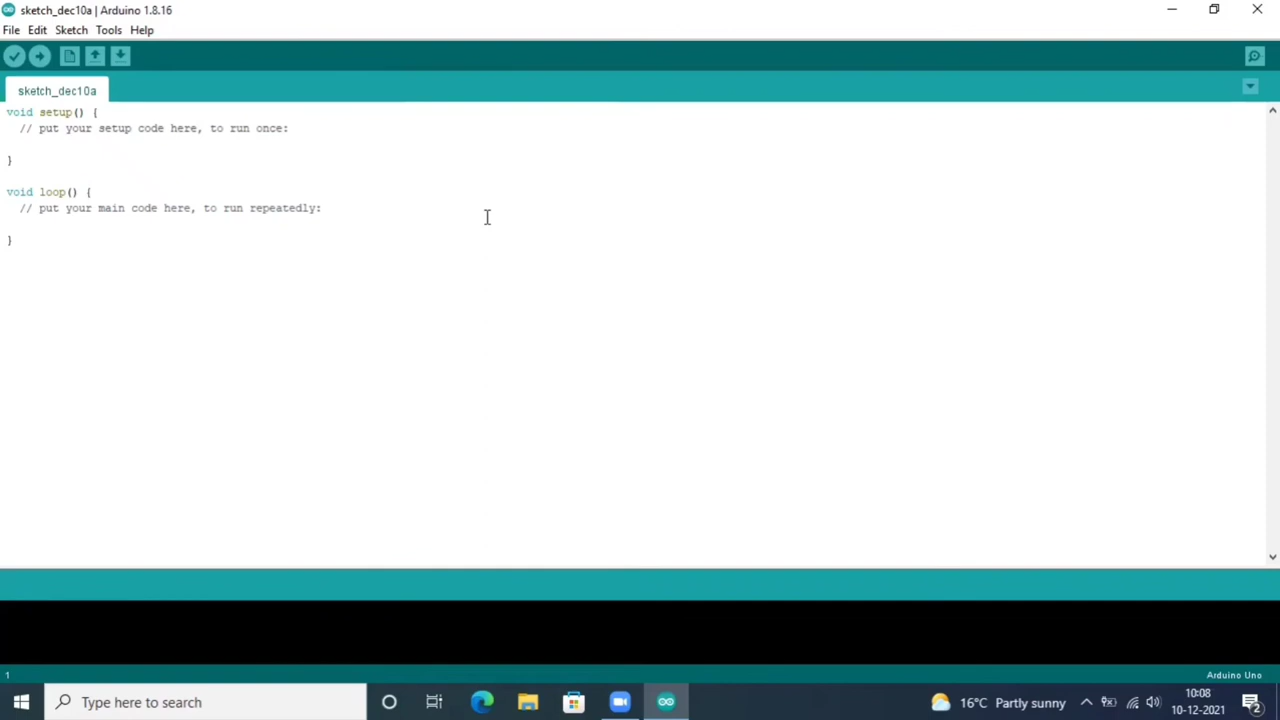 sketch_dec10a | Arduino 1.8.16
File Edit Sketch Tools Help
sketch_dec10a
void setup() {
// put your setup code here, to run once:
}
void loop() {
// put your main code here, to run repeatedly:
}
1
Arduino Uno
Type here to search
16°C Partly sunny
10:08
10-12-2021
2